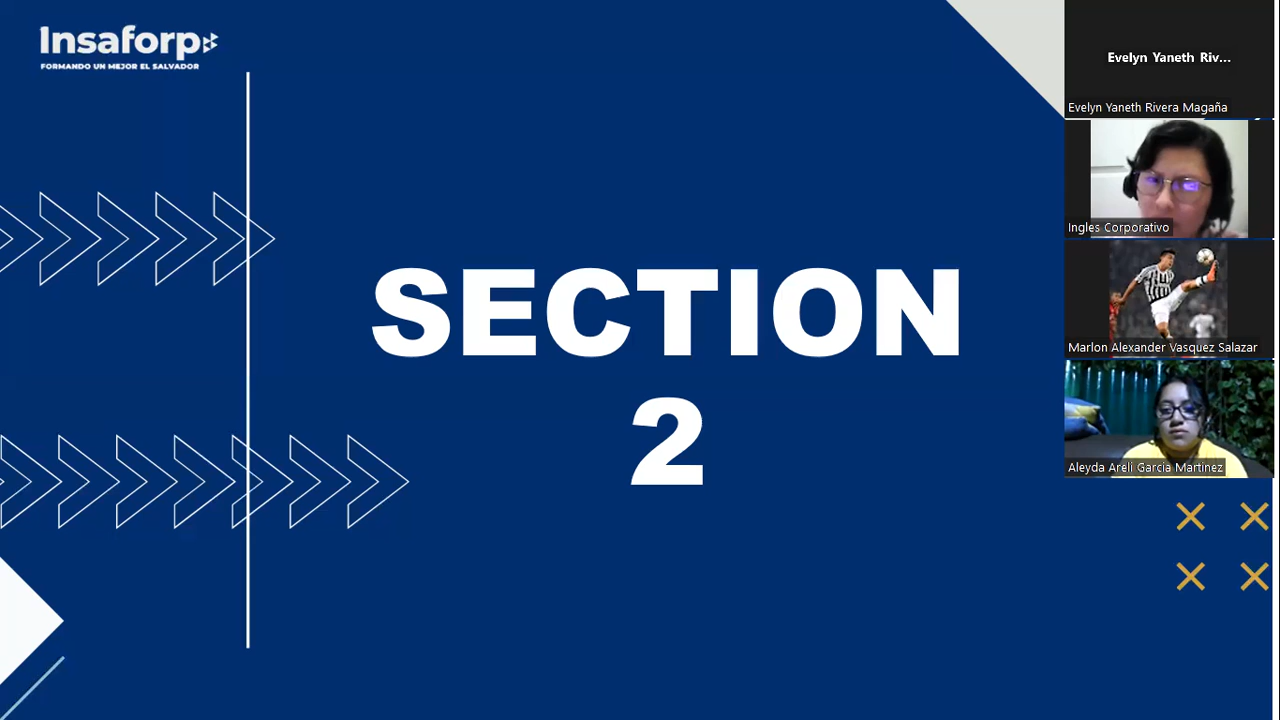 Insaforp
FORMANDO UN MEJOR EL SALVADOR
SECTION
2
Evelyn Yaneth Riv...
Evelyn Yaneth Rivera Magaña
Ingles Corporativo
Marlon Alexander Vasquez Salazar
Aleyda Areli Garcia Martinez